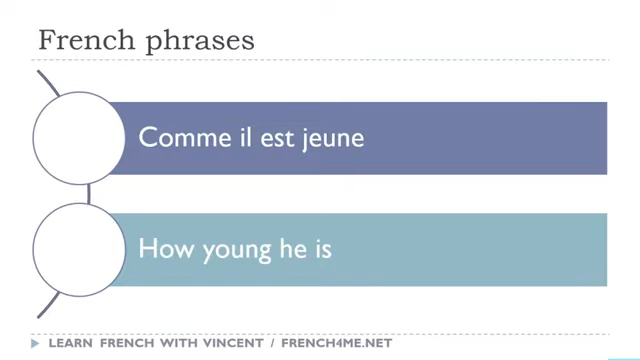 French phrases
Comme il est jeune
How young he is
LEARN FRENCH WITH VINCENT / FRENCH4ME.NET